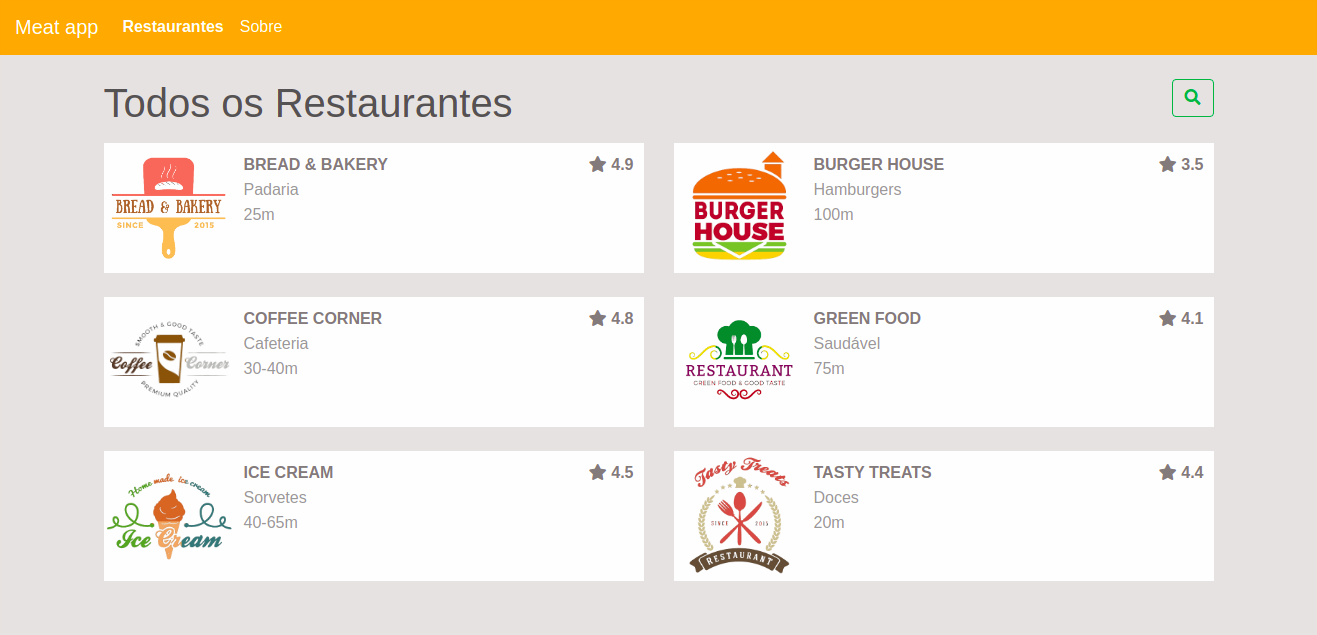 Meat app Restaurantes Sobre
Todos os Restaurantes
BREAD & BAKERY
SINCE 2015
BREAD & BAKERY 4.9
Padaria
25m
BURGER
HOUSE
BURGER HOUSE 3.5
Hamburgers
100m
SMOOTH & GOOD TASTE
Coffee Corner
PREMIUM QUALITY
COFFEE CORNER 4.8
Cafeteria
30-40m
RESTAURANT
GREEN FOOD & GOOD TASTE
GREEN FOOD 4.1
Saudável
75m
Home made ice cream
Ice Cream
ICE CREAM 4.5
Sorvetes
40-65m
Tasty Treats
SINCE 2015
RESTAURANT
TASTY TREATS 4.4
Doces
20m